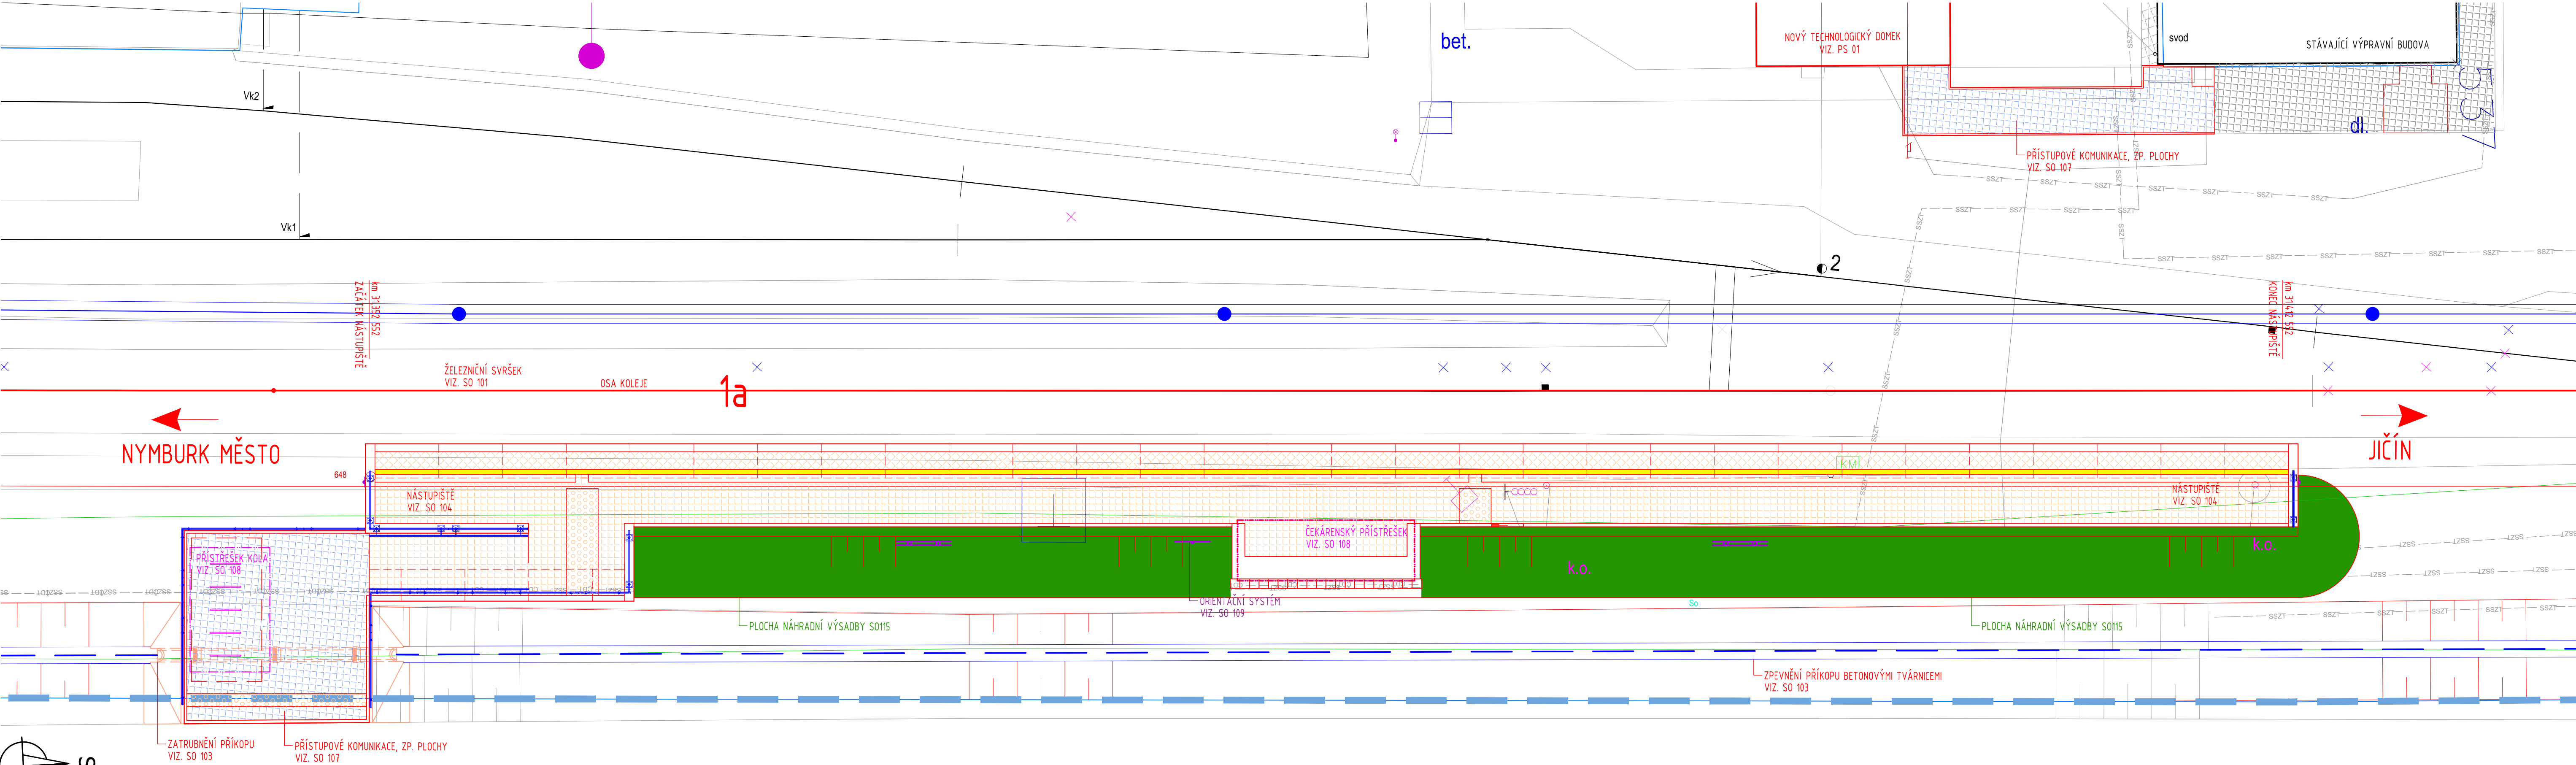 bet.
NOVÝ TECHNOLOGICKÝ DOMEK
VIZ. PS 01
svod
STÁVAJÍCÍ VÝPRAVNÍ BUDOVA
Vk2
dl.
PŘÍSTUPOVÉ KOMUNIKACE, ZP. PLOCHY
VIZ. SO 107
Vk1
2
km 31,352 552
ZAČÁTEK NÁSTUPIŠTĚ
km 31,412 552
KONEC NÁSTUPIŠTĚ
ŽELEZNIČNÍ SVRŠEK
VIZ. SO 101
OSA KOLEJE
1a
NYMBURK MĚSTO
JIČÍN
648
KM
NÁSTUPIŠTĚ
VIZ. SO 104
NÁSTUPIŠTĚ
VIZ. SO 104
ČEKÁRENSKÝ PŘÍSTŘEŠEK
VIZ. SO 108
PŘÍSTŘEŠEK KOLA
VIZ. SO 108
k.o.
k.o.
ORIENTAČNÍ SYSTÉM
VIZ. SO 109
PLOCHA NÁHRADNÍ VÝSADBY SO115
PLOCHA NÁHRADNÍ VÝSADBY SO115
ZPEVNĚNÍ PŘÍKOPU BETONOVÝMI TVÁRNICEMI
VIZ. SO 103
ZATRUBNĚNÍ PŘÍKOPU
VIZ. SO 103
PŘÍSTUPOVÉ KOMUNIKACE, ZP. PLOCHY
VIZ. SO 107
S